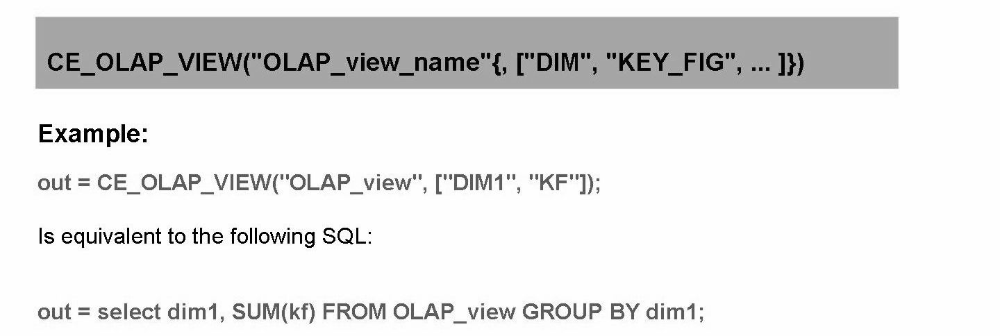 CE_OLAP_VIEW("OLAP_view_name"{, ["DIM", "KEY_FIG", ... ]})
Example:
out = CE_OLAP_VIEW("OLAP_view", ["DIM1", "KF"]);
Is equivalent to the following SQL:
out = select dim1, SUM(kf) FROM OLAP_view GROUP BY dim1;